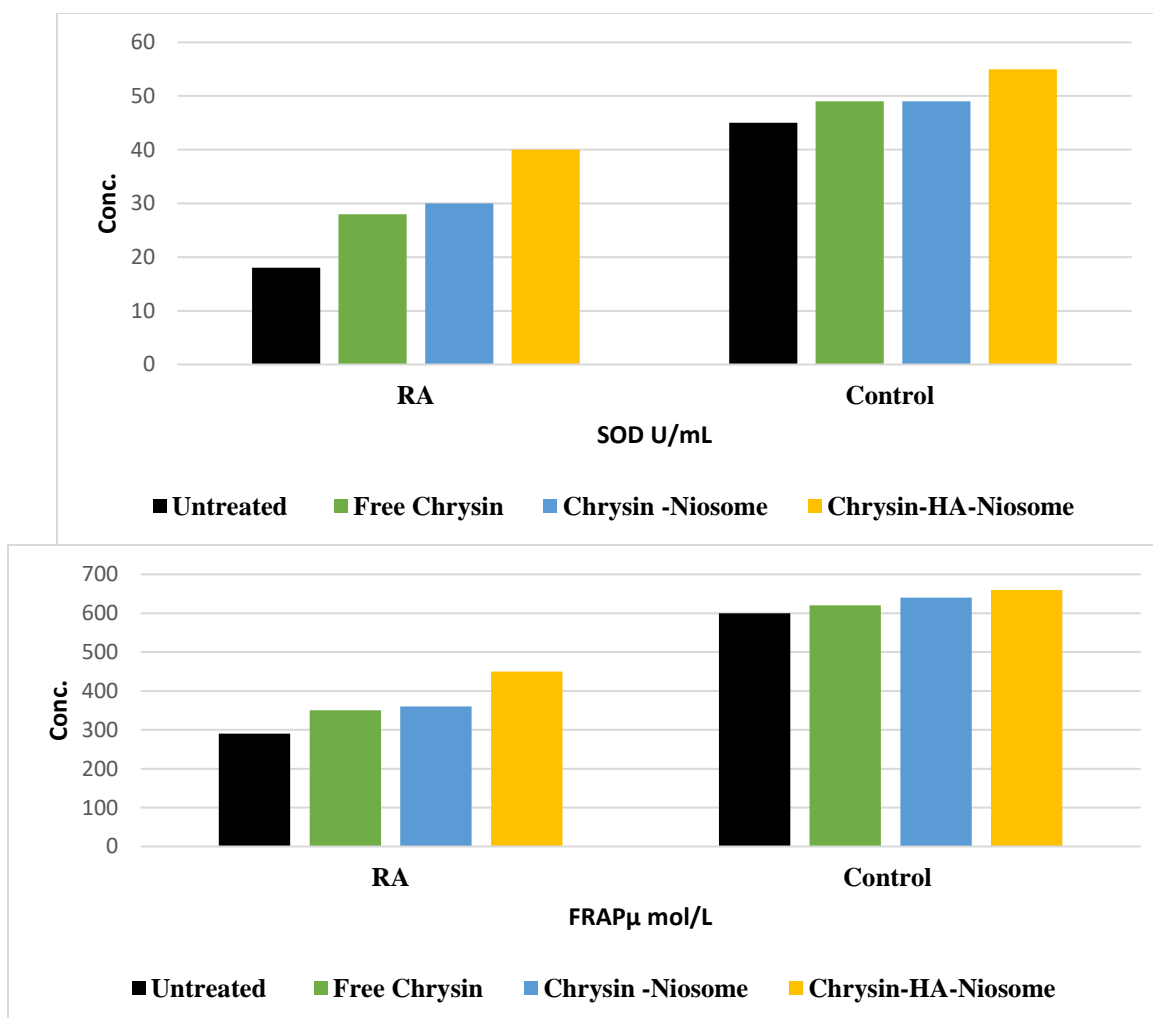 60
50
40
30
20
10
0
Conc.
RA Control
SOD U/mL
Untreated Free Chrysin Chrysin -Niosome Chrysin-HA-Niosome
700
600
500
400
300
200
100
0
Conc.
RA Control
FRAPµ mol/L
Untreated Free Chrysin Chrysin -Niosome Chrysin-HA-Niosome